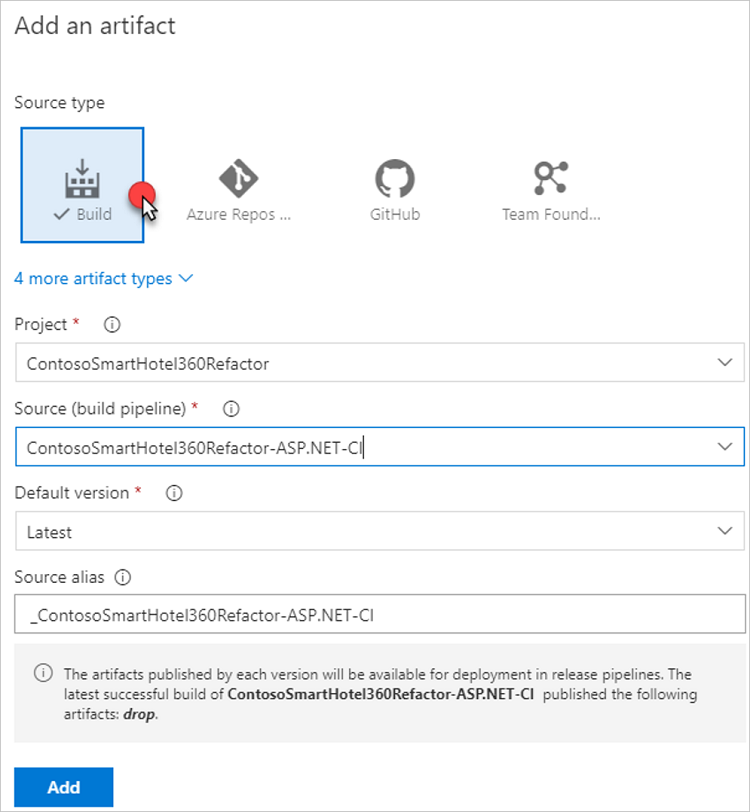 Add an artifact
Source type
Build
Azure Repos ...
GitHub
Team Found...
4 more artifact types
Project *
ContosoSmartHotel360Refactor
Source (build pipeline) *
ContosoSmartHotel360Refactor-ASP.NET-CI
Default version *
Latest
Source alias
_ContosoSmartHotel360Refactor-ASP.NET-CI
The artifacts published by each version will be available for deployment in release pipelines. The
latest successful build of ContosoSmartHotel360Refactor-ASP.NET-CI published the following
artifacts: drop.
Add